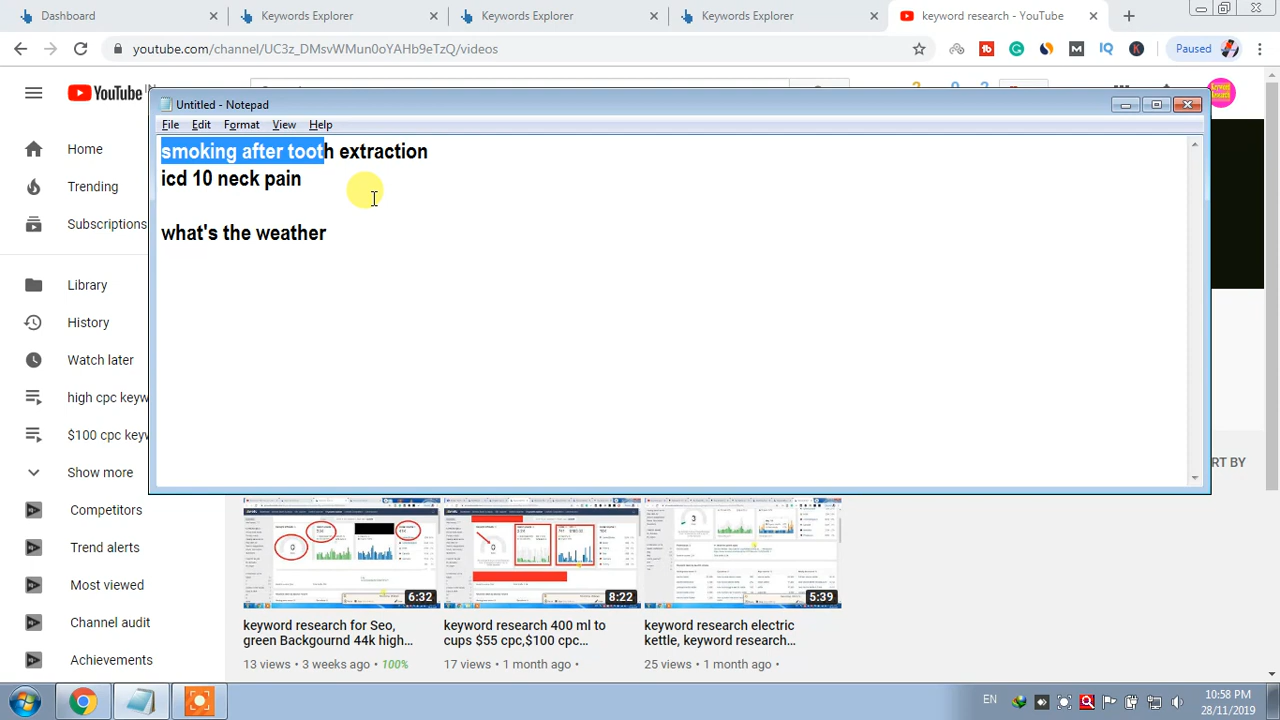 Dashboard
Keywords Explorer
Keywords Explorer
Keywords Explorer
keyword research - YouTube
youtube.com/channel/UC3z_DMsvWMun0oYAHb9eTzQ/videos
Paused
YouTube
Untitled - Notepad
File Edit Format View Help
smoking after tooth extraction
icd 10 neck pain
what's the weather
Home
Trending
Subscriptions
Library
History
Watch later
high cpc keyw
$100 cpc keyw
Show more
Competitors
Trend alerts
Most viewed
Channel audit
Achievements
RT BY
6:32
8:22
5:39
keyword research for Seo,
green Backgourd 44k high...
13 views • 3 weeks ago • 100%
keyword research 400 ml to
cups $55 cpc,$100 cpc...
17 views • 1 month ago •
keyword research electric
kettle, keyword research...
25 views • 1 month ago •
EN
10:58 PM
28/11/2019